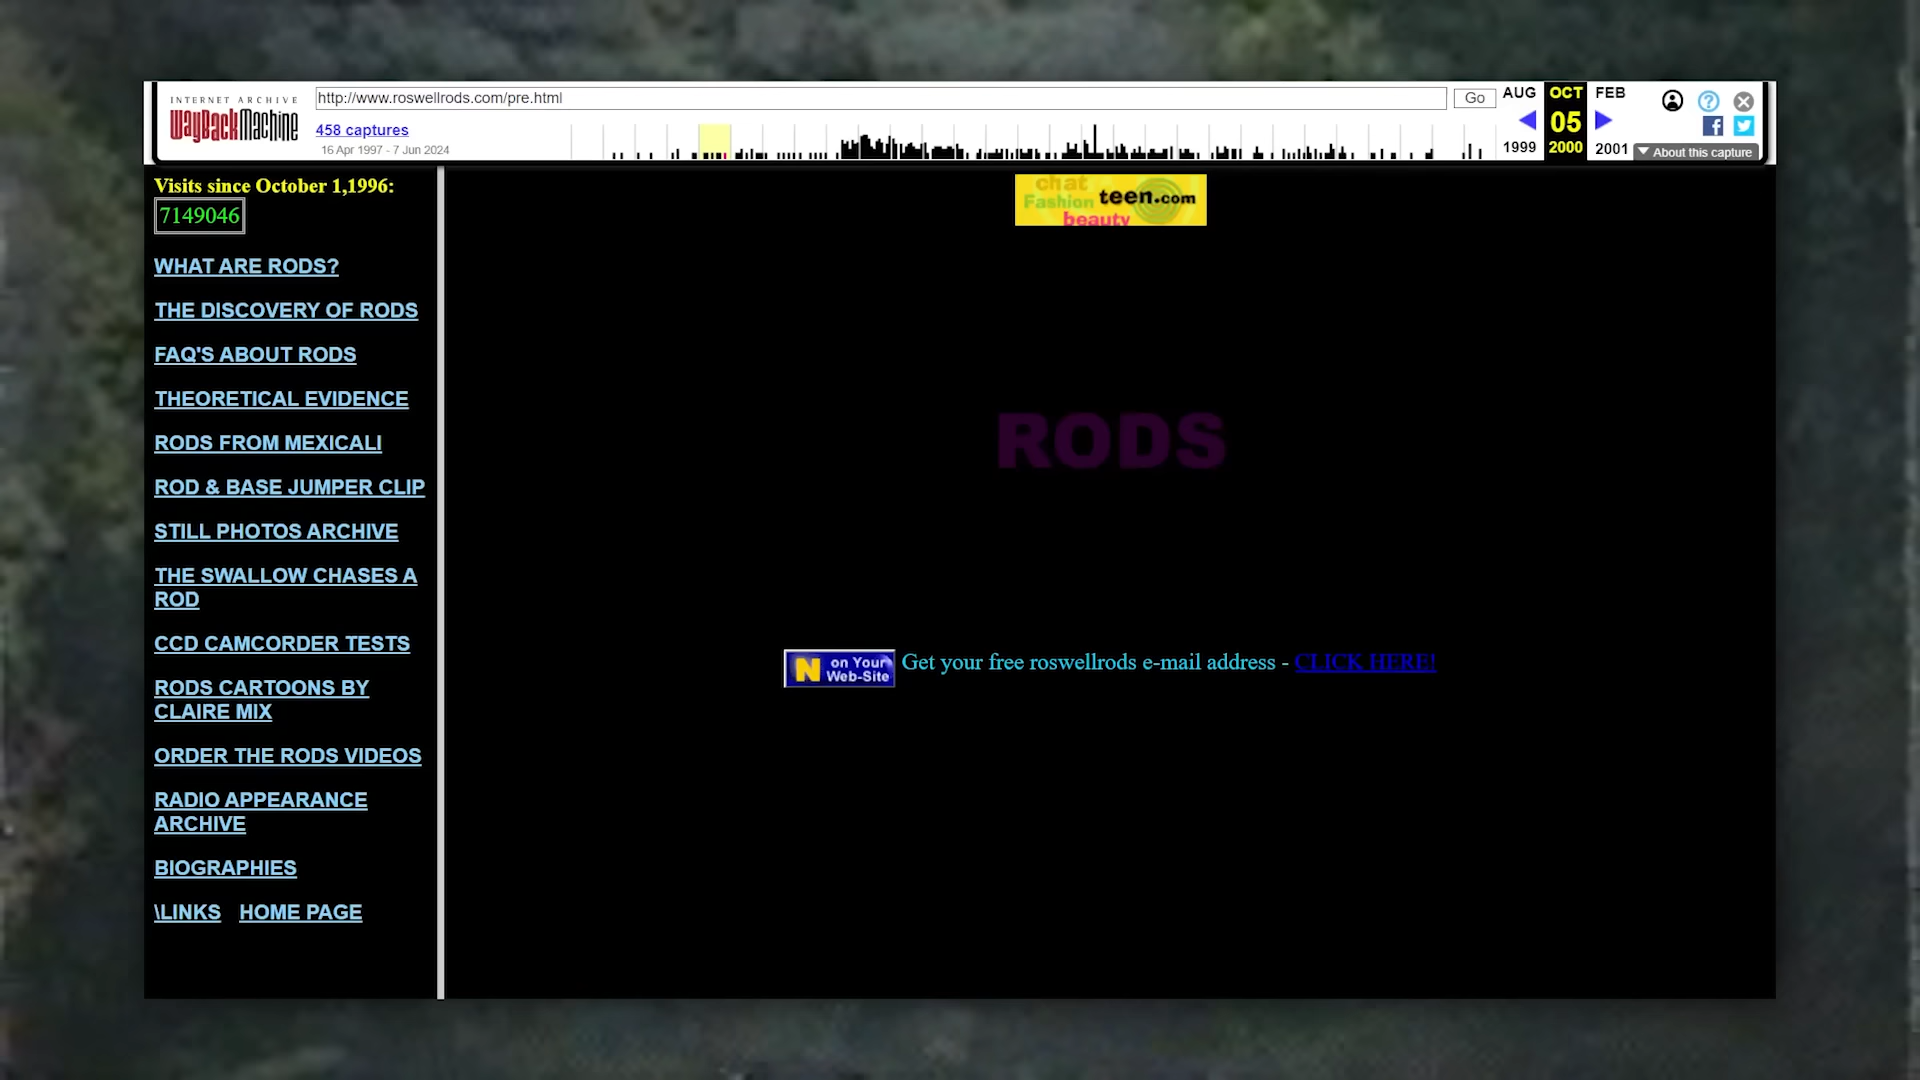 INTERNET ARCHIVE
WayBackMachine
http://www.roswellrods.com/pre.html
Go
458 captures
16 Apr 1997 - 7 Jun 2024
AUG OCT FEB
05
1999 2000 2001
About this capture
Visits since October 1,1996:
7149046
WHAT ARE RODS?
THE DISCOVERY OF RODS
FAQ'S ABOUT RODS
THEORETICAL EVIDENCE
RODS FROM MEXICALI
ROD & BASE JUMPER CLIP
STILL PHOTOS ARCHIVE
THE SWALLOW CHASES A
ROD
CCD CAMCORDER TESTS
RODS CARTOONS BY
CLAIRE MIX
ORDER THE RODS VIDEOS
RADIO APPEARANCE
ARCHIVE
BIOGRAPHIES
\LINKS HOME PAGE
chat
Fashion teen.com
beauty
RODS
N on Your
Web-Site
Get your free roswellrods e-mail address - CLICK HERE!